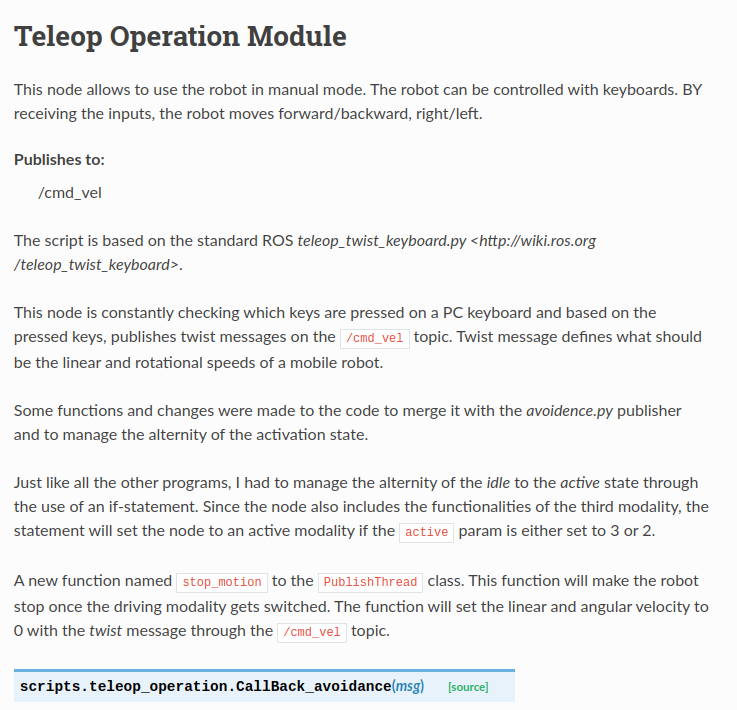 Teleop Operation Module
This node allows to use the robot in manual mode. The robot can be controlled with keyboards. BY
receiving the inputs, the robot moves forward/backward, right/left.
Publishes to:
/cmd_vel
The script is based on the standard ROS teleop_twist_keyboard.py <http://wiki.ros.org
/teleop_twist_keyboard>.
This node is constantly checking which keys are pressed on a PC keyboard and based on the
pressed keys, publishes twist messages on the /cmd_vel topic. Twist message defines what should
be the linear and rotational speeds of a mobile robot.
Some functions and changes were made to the code to merge it with the avoidence.py publisher
and to manage the alternity of the activation state.
Just like all the other programs, I had to manage the alternity of the idle to the active state through
the use of an if-statement. Since the node also includes the functionalities of the third modality, the
statement will set the node to an active modality if the active param is either set to 3 or 2.
A new function named stop_motion to the PublishThread class. This function will make the robot
stop once the driving modality gets switched. The function will set the linear and angular velocity to
0 with the twist message through the /cmd_vel topic.
scripts.teleop_operation.CallBack_avoidance(msg) [source]